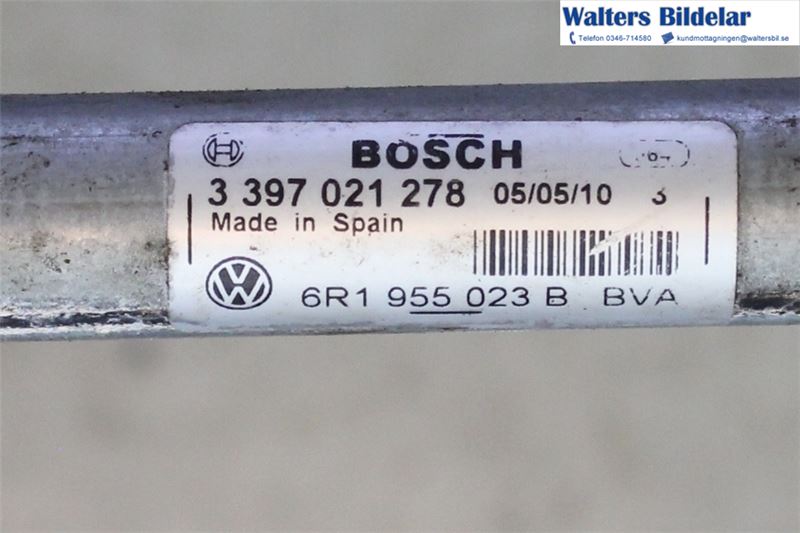 Walters Bildelar
Telefon 0346-714580 kundmottagningen@waltersbil.se
BOSCH
3 397 021 278 05/05/10 3
Made in Spain
6R1 955 023 B BVA